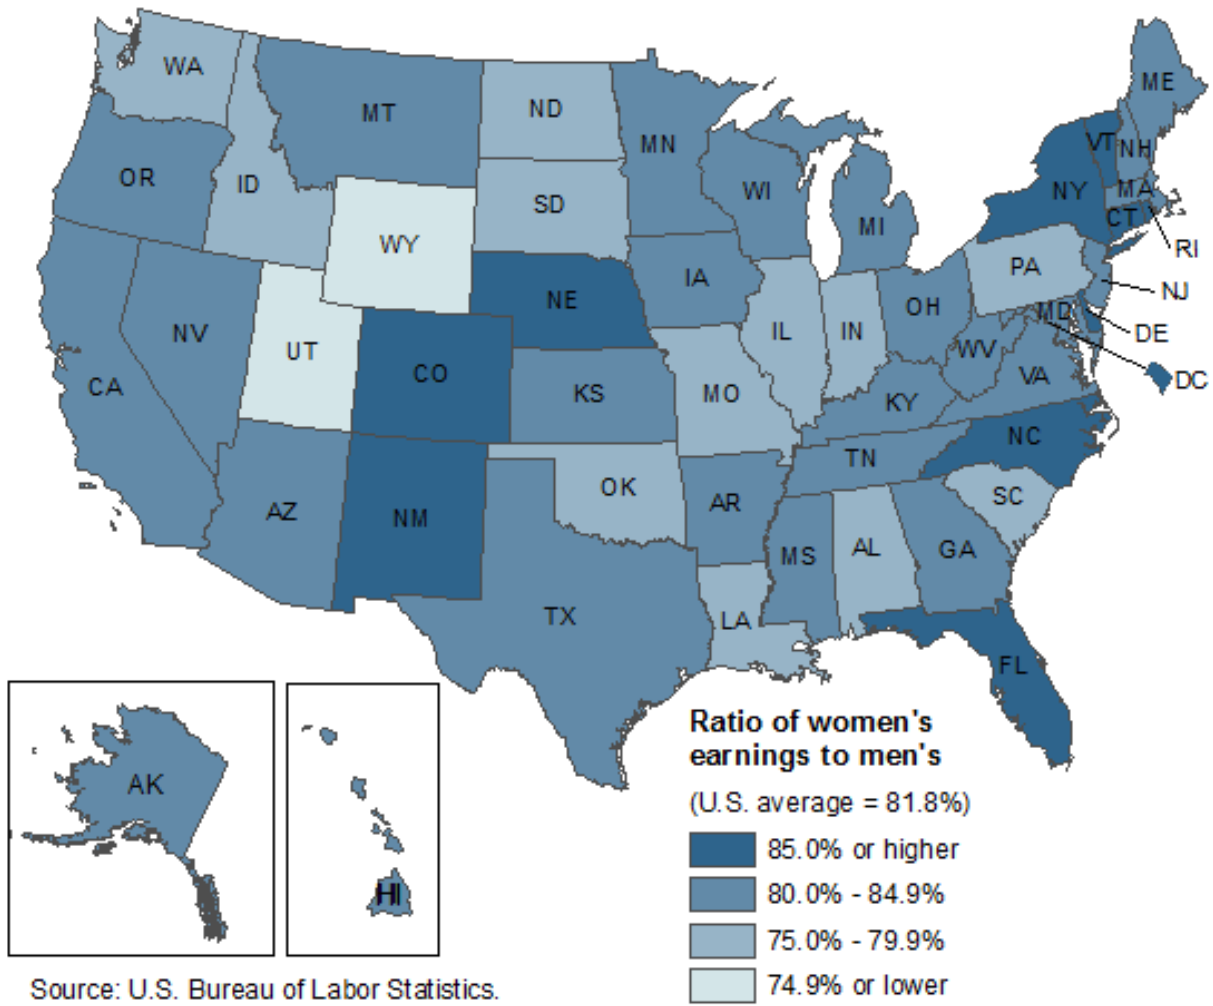 WA
MT
ND
MN
ME
OR
ID
SD
WI
MI
VT
NH
NY
MA
CT
RI
WY
NE
IA
PA
NJ
NV
UT
CO
KS
MO
IL
IN
OH
WV
MD
DE
DC
VA
CA
KY
NC
AZ
NM
OK
AR
TN
SC
TX
LA
MS
AL
GA
FL
AK
HI
Ratio of women's
earnings to men's
(U.S. average = 81.8%)
85.0% or higher
80.0% - 84.9%
75.0% - 79.9%
74.9% or lower
Source: U.S. Bureau of Labor Statistics.